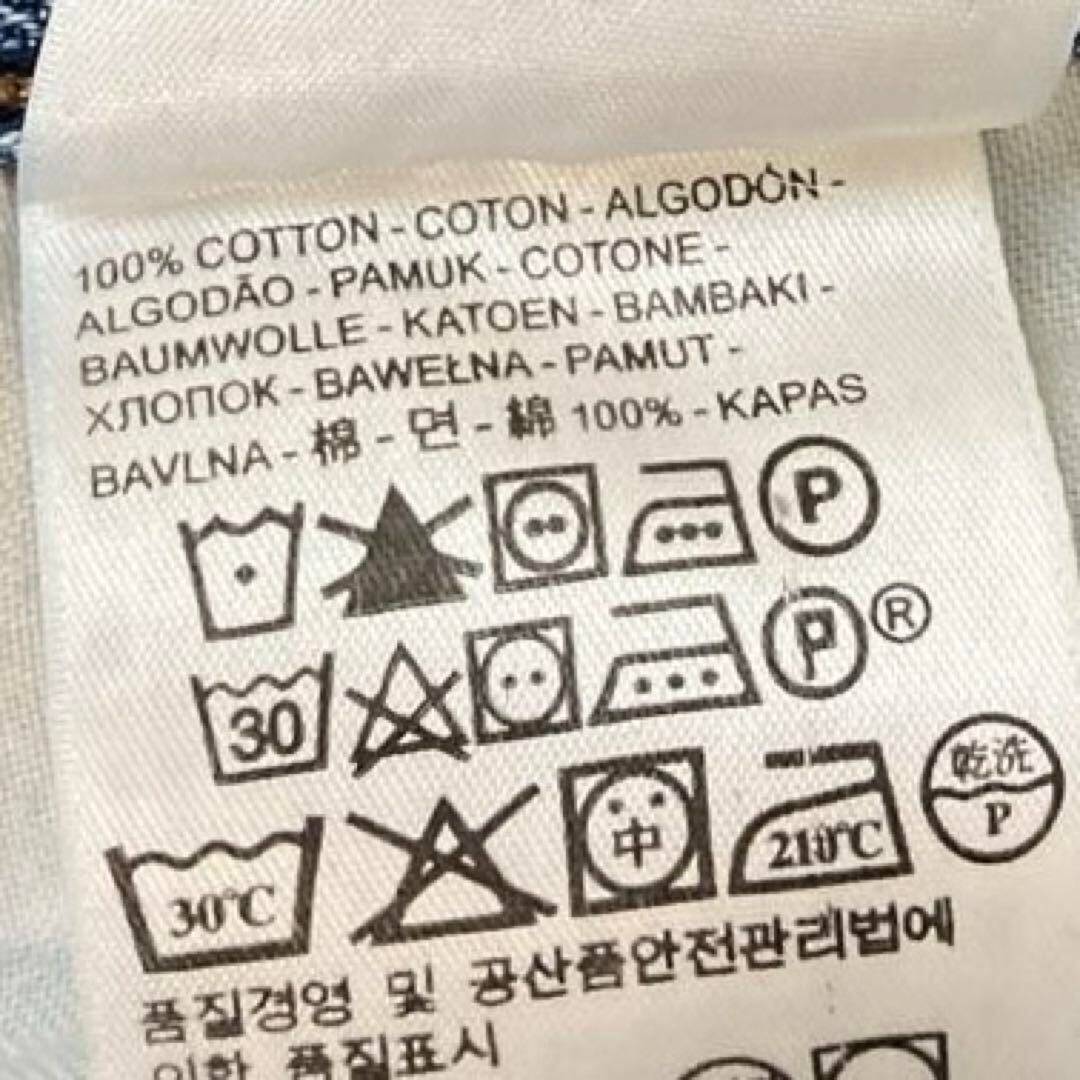 100% COTTON - COTON - ALGODÓN -
ALGODÃO - PAMUK - COTONE -
BAUMWOLLE - KATOEN - BAMBAKI -
ХЛОПОК - BAWEŁNA - PAMUT -
BAVLNA - 棉 - 면 - 綿 100% - KAPAS
P
30 P ®
30℃ 中 210℃ 乾洗 P
품질경영 및 공산품안전관리법에
의한 품질표시